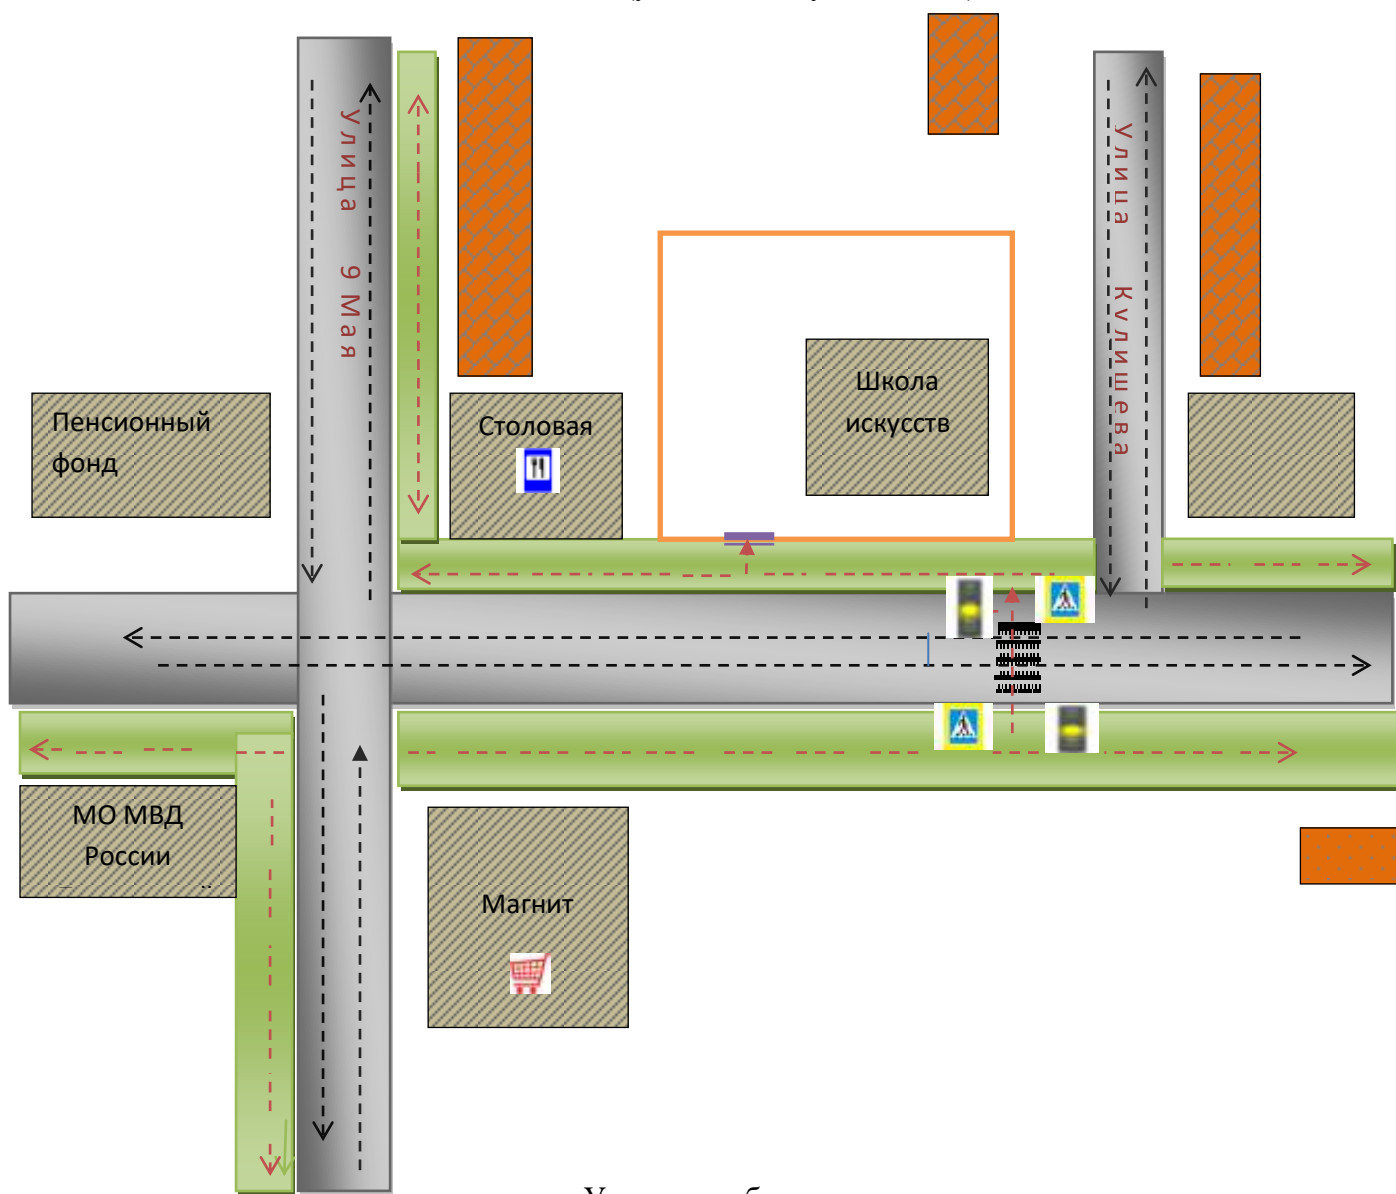 Улица 9 Мая
Улица Кулишева
Школа
искусств
Пенсионный
фонд
Столовая
МО МВД
России
Магнит